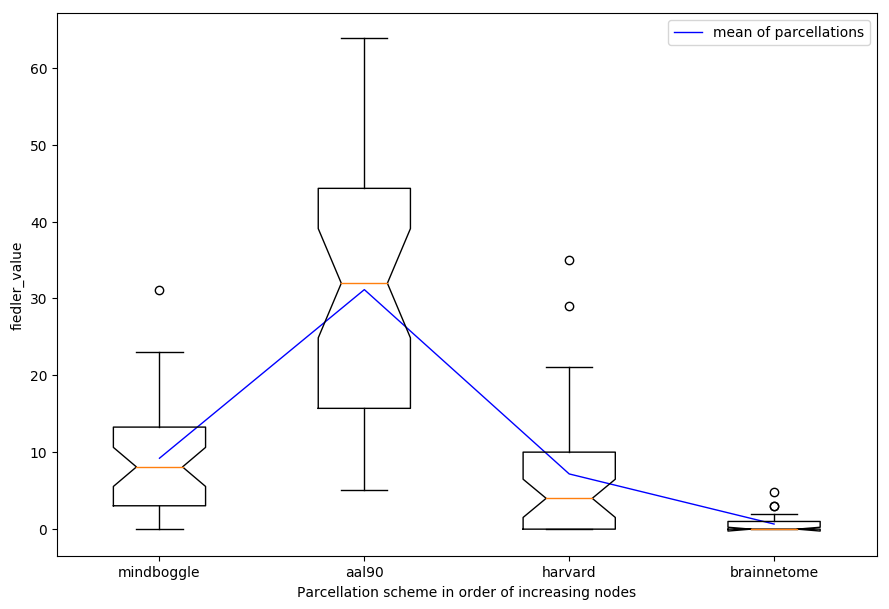 mean of parcellations
fiedler_value
60
50
40
30
20
10
0
mindboggle
aal90
harvard
brainnetome
Parcellation scheme in order of increasing nodes